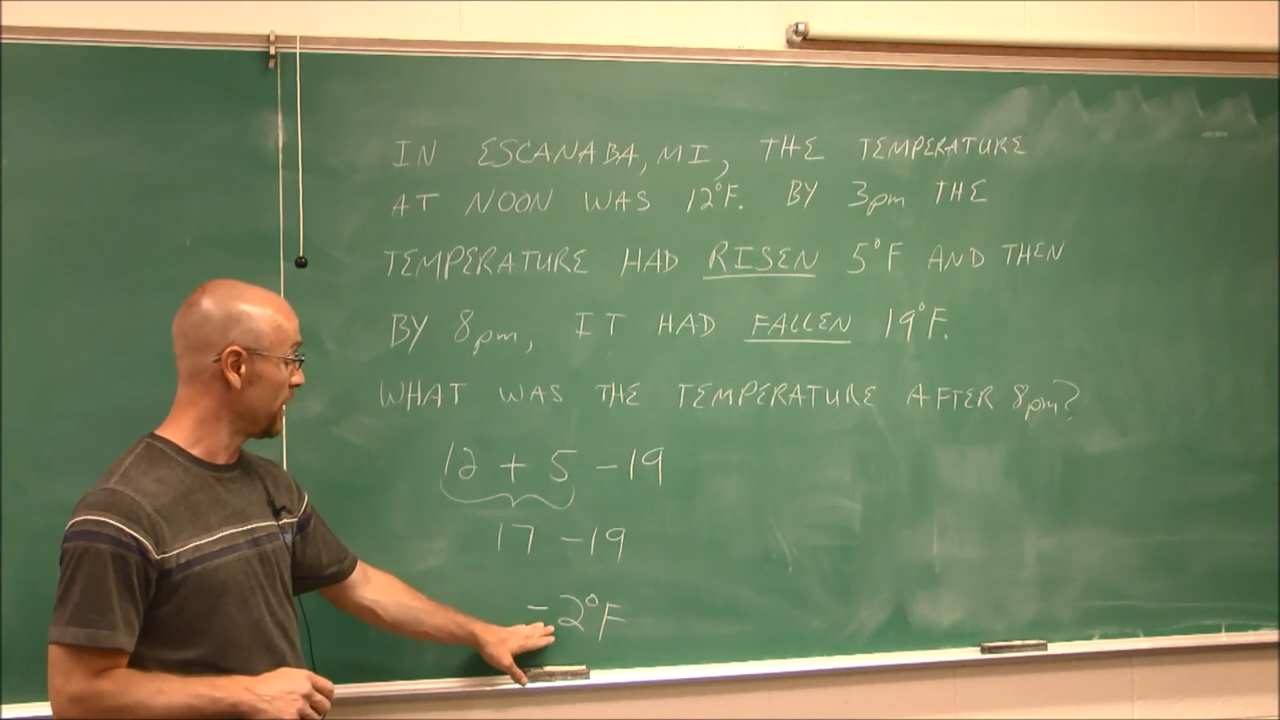 IN ESCANABA, MI, THE TEMPERATURE
AT NOON WAS 12°F. BY 3pm THE
TEMPERATURE HAD RISEN 5°F AND THEN
BY 8pm, IT HAD FALLEN 19°F.
WHAT WAS THE TEMPERATURE AFTER 8pm?
12 + 5 - 19
17 - 19
-2°F